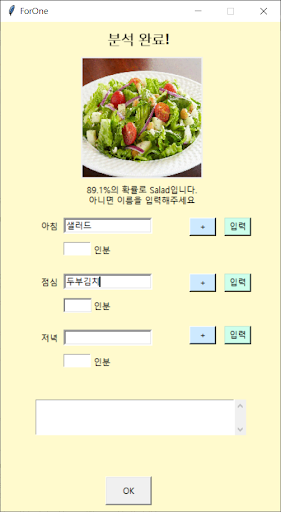 ForOne
분석 완료!
89.1%의 확률로 Salad입니다.
아니면 이름을 입력해주세요
아침 샐러드 + 입력
인분
점심 두부김치 + 입력
인분
저녁 + 입력
인분
OK